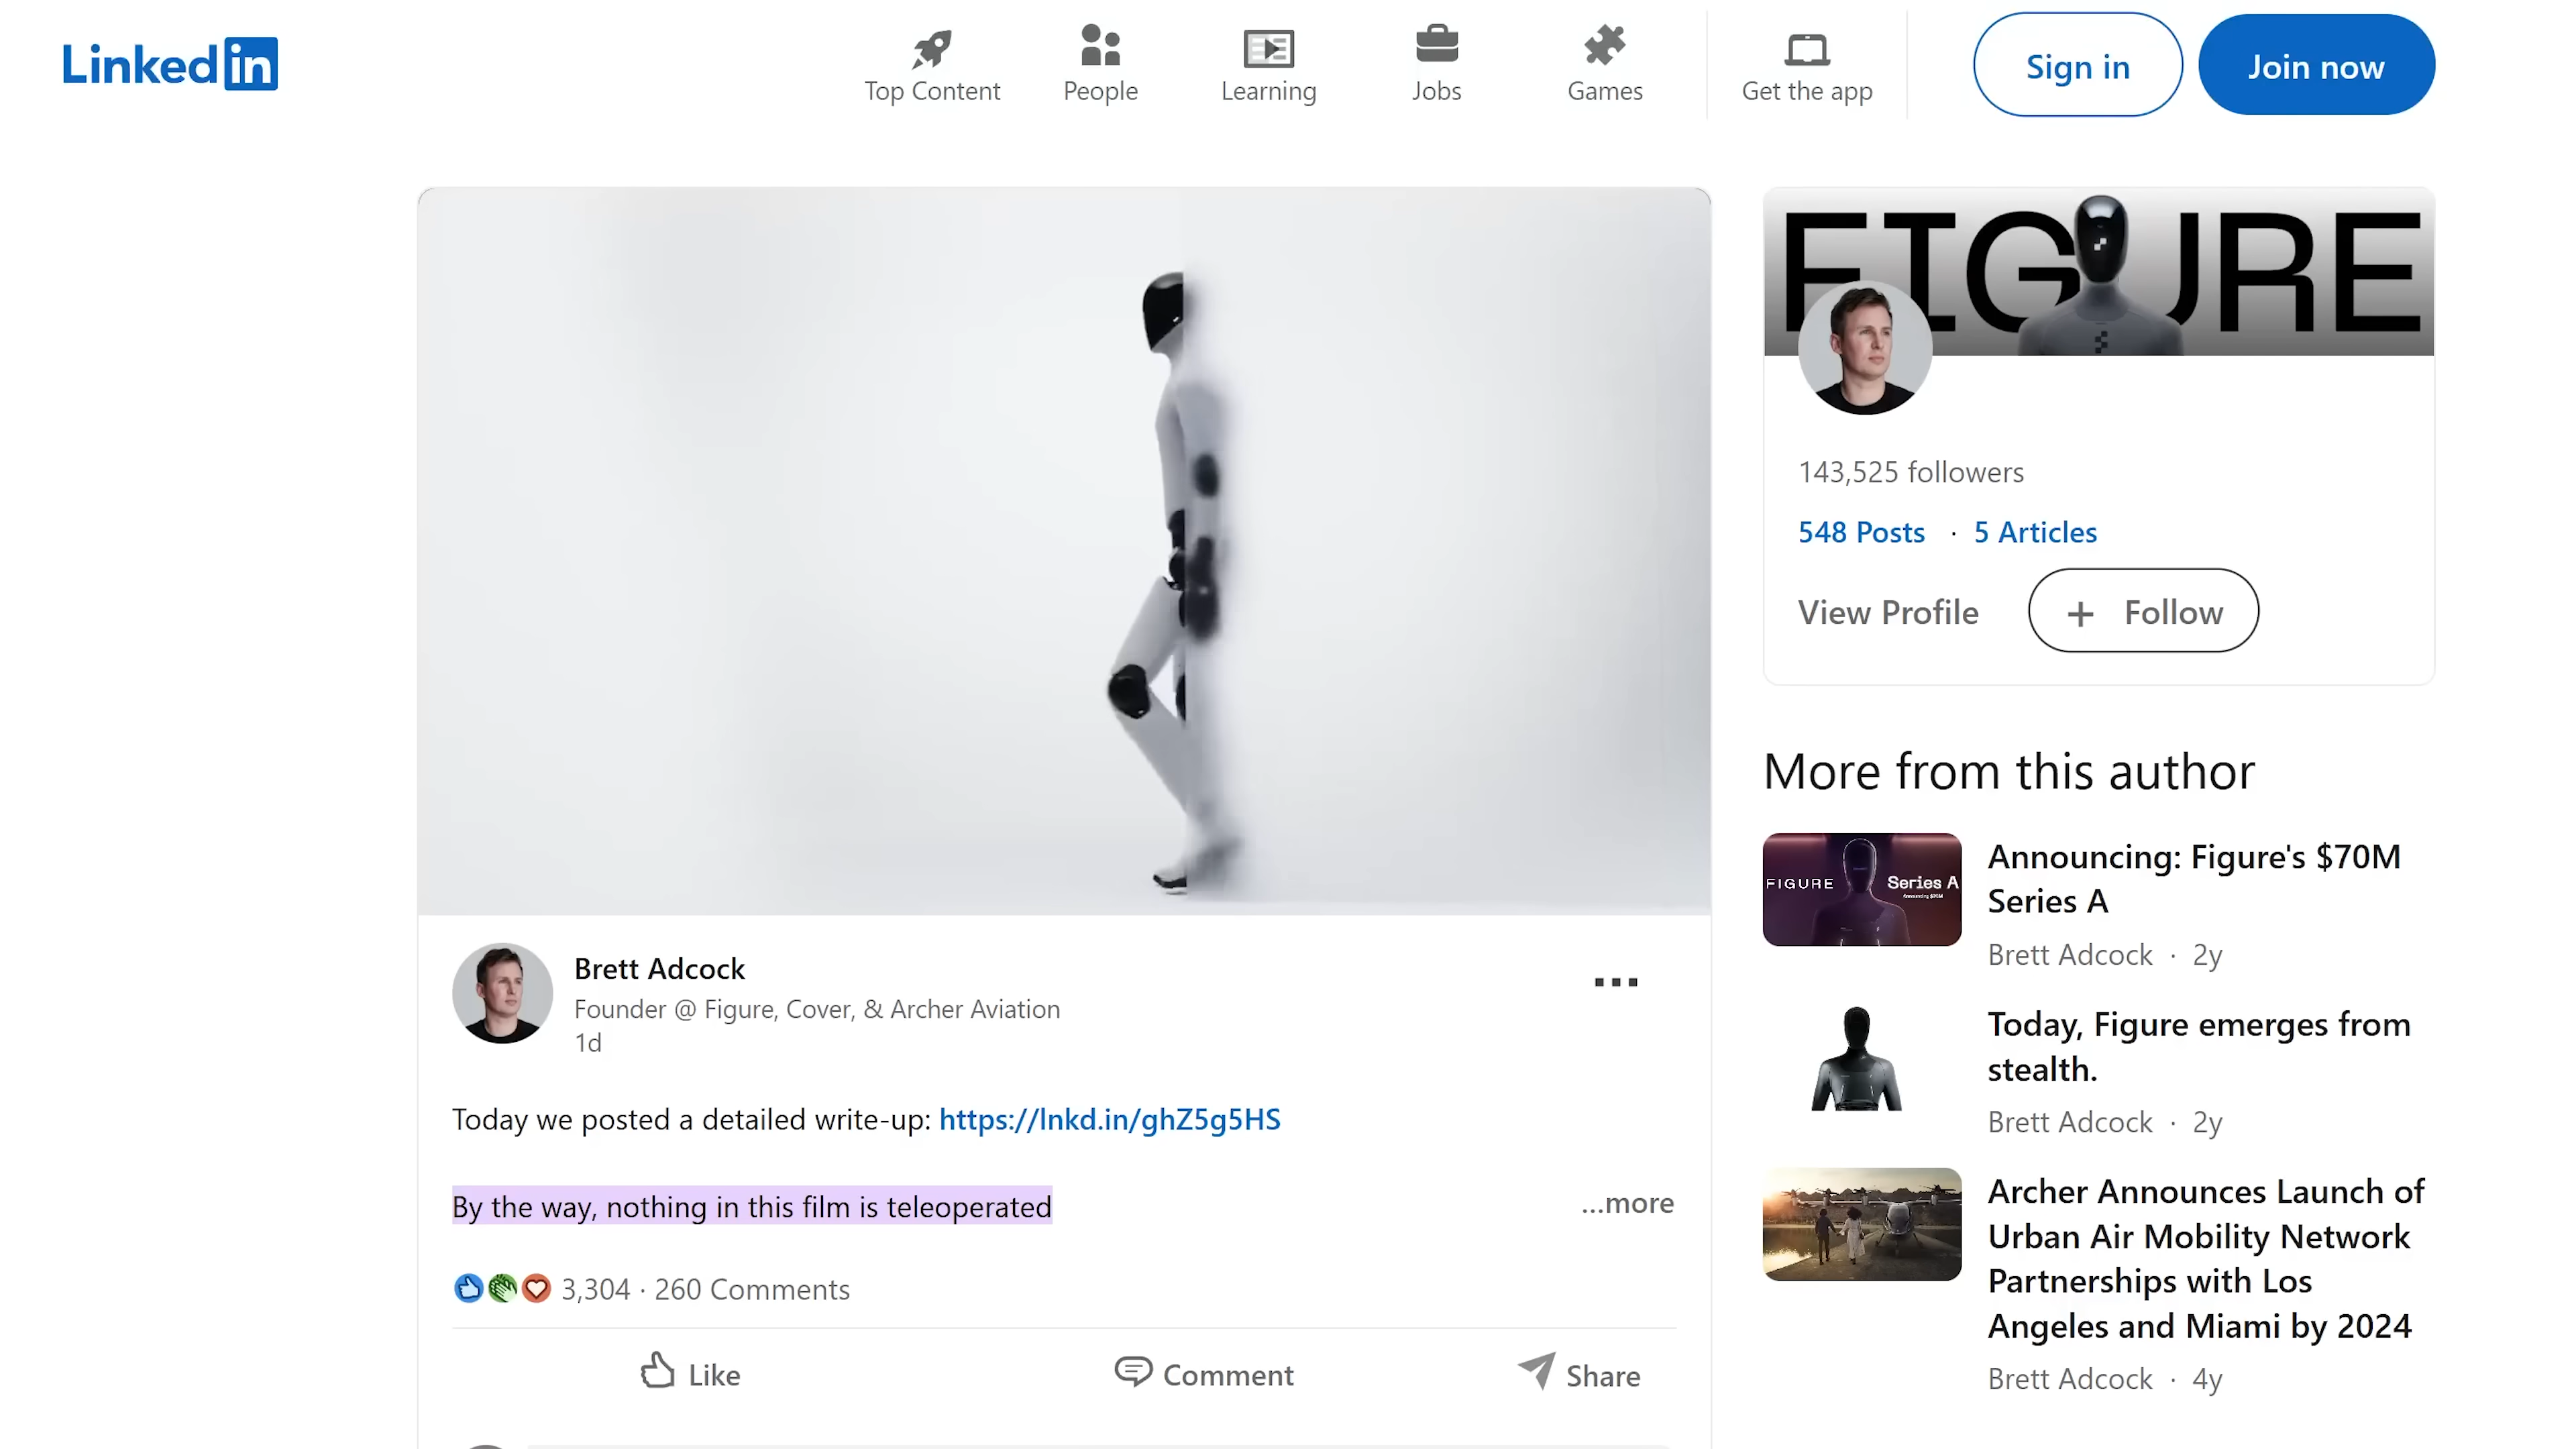 Linked in
Top Content
People
Learning
Jobs
Games
Get the app
Sign in
Join now
FIGURE
143,525 followers
548 Posts · 5 Articles
View Profile
+ Follow
Brett Adcock
Founder @ Figure, Cover, & Archer Aviation
1d
Today we posted a detailed write-up: https://lnkd.in/ghZ5g5HS
By the way, nothing in this film is teleoperated
...more
3,304 · 260 Comments
Like
Comment
Share
More from this author
FIGURE
Series A
Announcing $70M
Announcing: Figure's $70M
Series A
Brett Adcock · 2y
Today, Figure emerges from
stealth.
Brett Adcock · 2y
Archer Announces Launch of
Urban Air Mobility Network
Partnerships with Los
Angeles and Miami by 2024
Brett Adcock · 4y